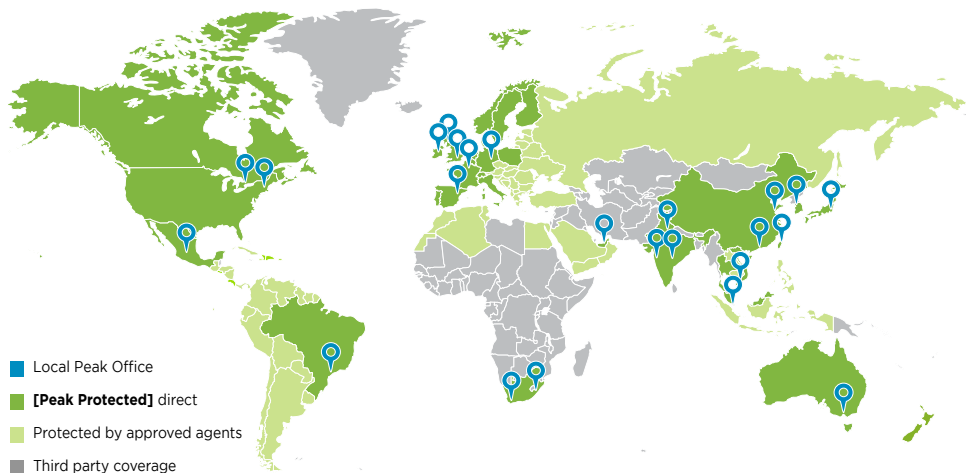 Local Peak Office
[Peak Protected] direct
Protected by approved agents
Third party coverage